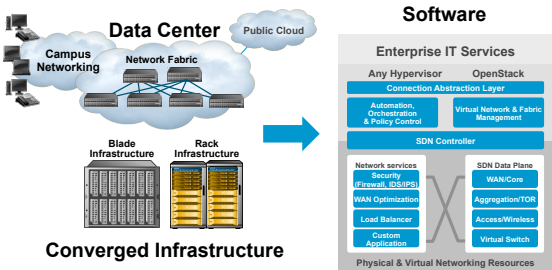 Data Center
Public Cloud
Campus
Networking
Network Fabric
Blade
Infrastructure
Rack
Infrastructure
Converged Infrastructure
Software
Enterprise IT Services
Any Hypervisor
OpenStack
Connection Abstraction Layer
Automation,
Orchestration
& Policy Control
Virtual Network & Fabric
Management
SDN Controller
Network services
Security
(Firewall, IDS/IPS)
WAN Optimization
Load Balancer
Custom
Application
SDN Data Plane
WAN/Core
Aggregation/TOR
Access/Wireless
Virtual Switch
Physical & Virtual Networking Resources